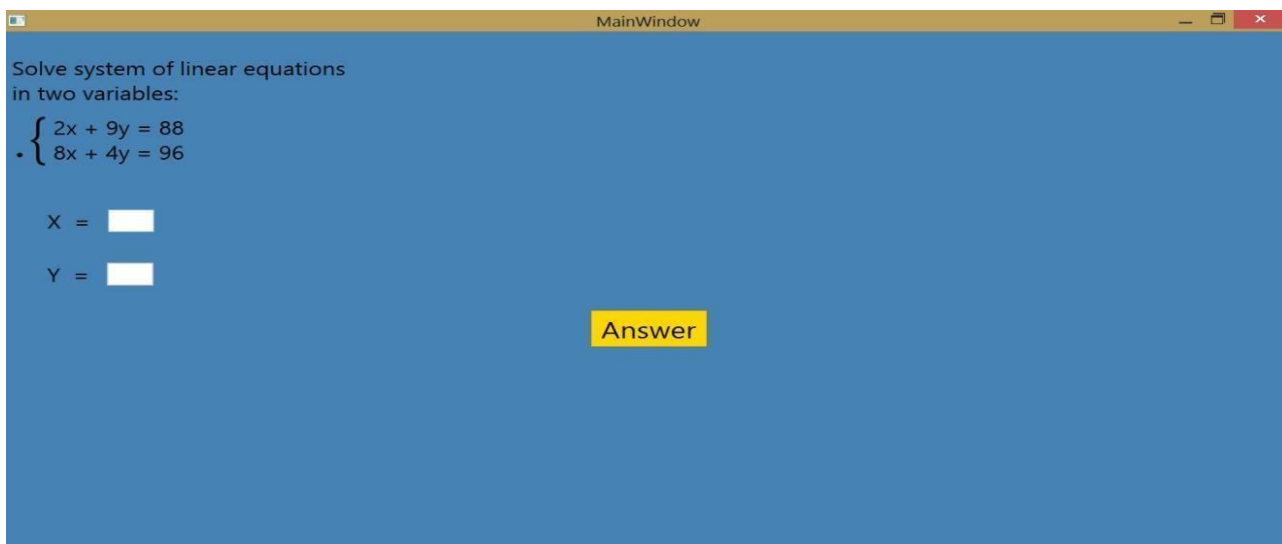 MainWindow
Solve system of linear equations
in two variables:
2x + 9y = 88
8x + 4y = 96
X =
Y =
Answer